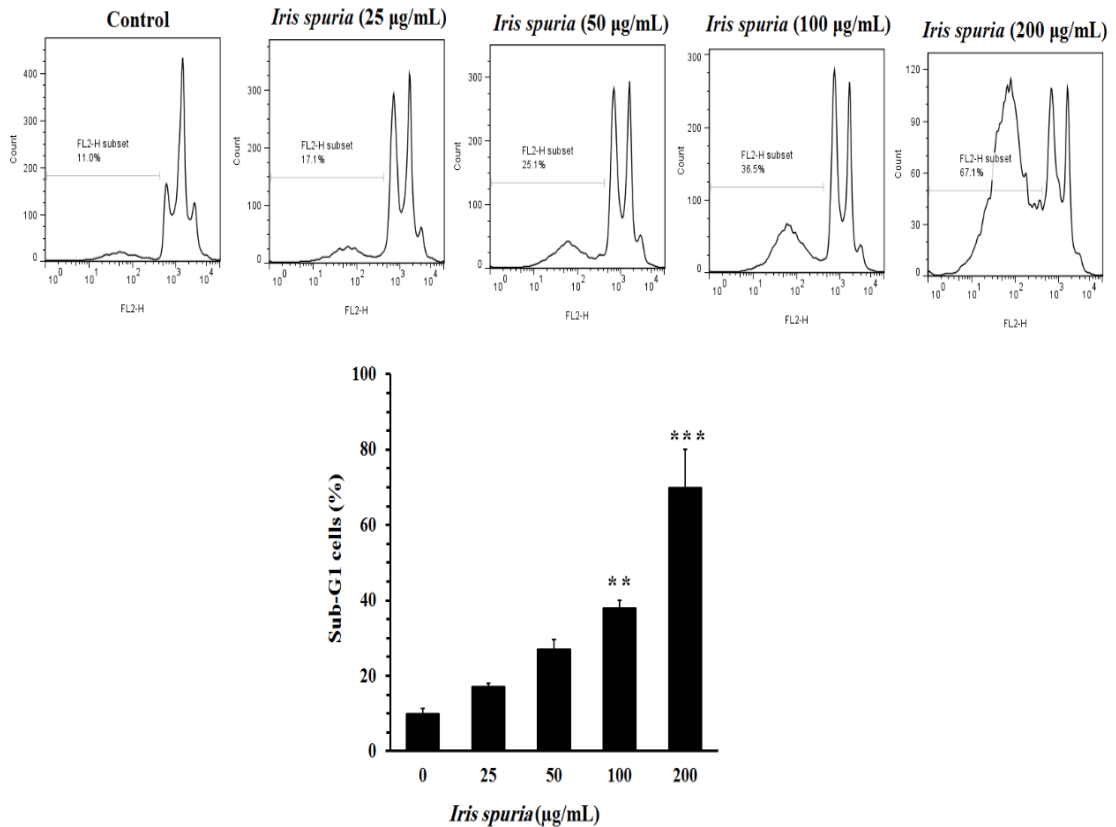 Control
Iris spuria (25 µg/mL)
Iris spuria (50 µg/mL)
Iris spuria (100 µg/mL)
Iris spuria (200 µg/mL)
400
300
200
100
0
Count
FL2-H subset
11.0%
10^0 10^1 10^2 10^3 10^4
FL2-H
300
200
100
0
Count
FL2-H subset
17.1%
10^0 10^1 10^2 10^3 10^4
FL2-H
300
200
100
0
Count
FL2-H subset
25.1%
10^0 10^1 10^2 10^3 10^4
FL2-H
300
200
100
0
Count
FL2-H subset
36.5%
10^0 10^1 10^2 10^3 10^4
FL2-H
120
90
60
30
0
Count
FL2-H subset
67.1%
10^0 10^1 10^2 10^3 10^4
FL2-H
100
80
60
40
20
0
Sub-G1 cells (%)
**
***
0 25 50 100 200
Iris spuria (µg/mL)